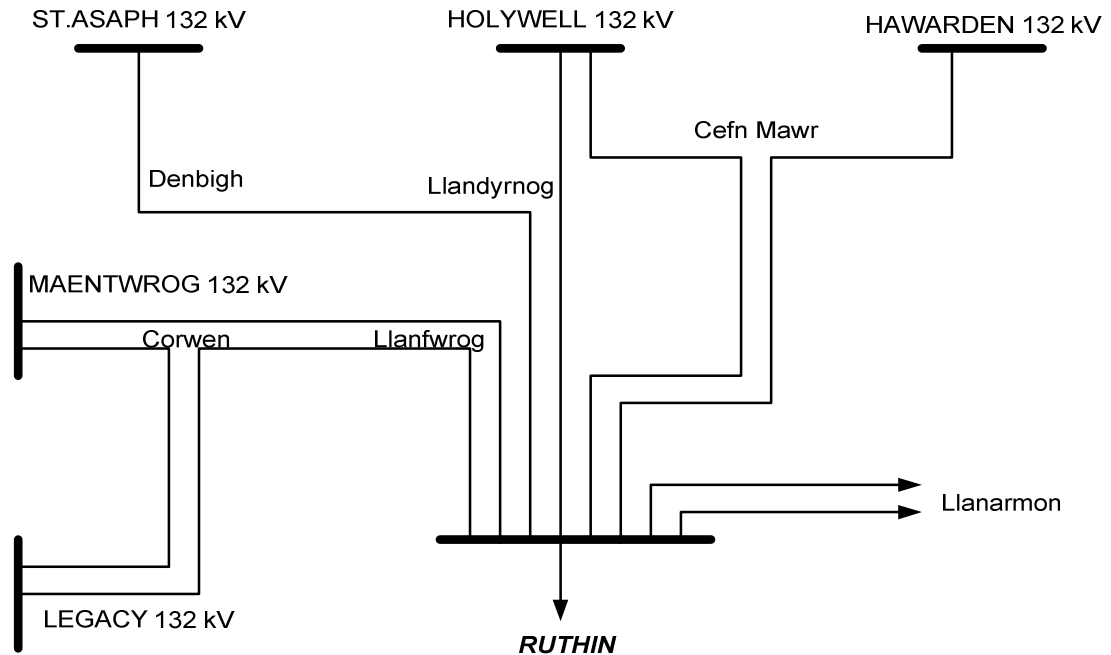 ST.ASAPH 132 kV
HOLYWELL 132 kV
HAWARDEN 132 kV
Cefn Mawr
Denbigh
Llandyrnog
MAENTWROG 132 kV
Corwen
Llanfwrog
Llanarmon
LEGACY 132 kV
RUTHIN